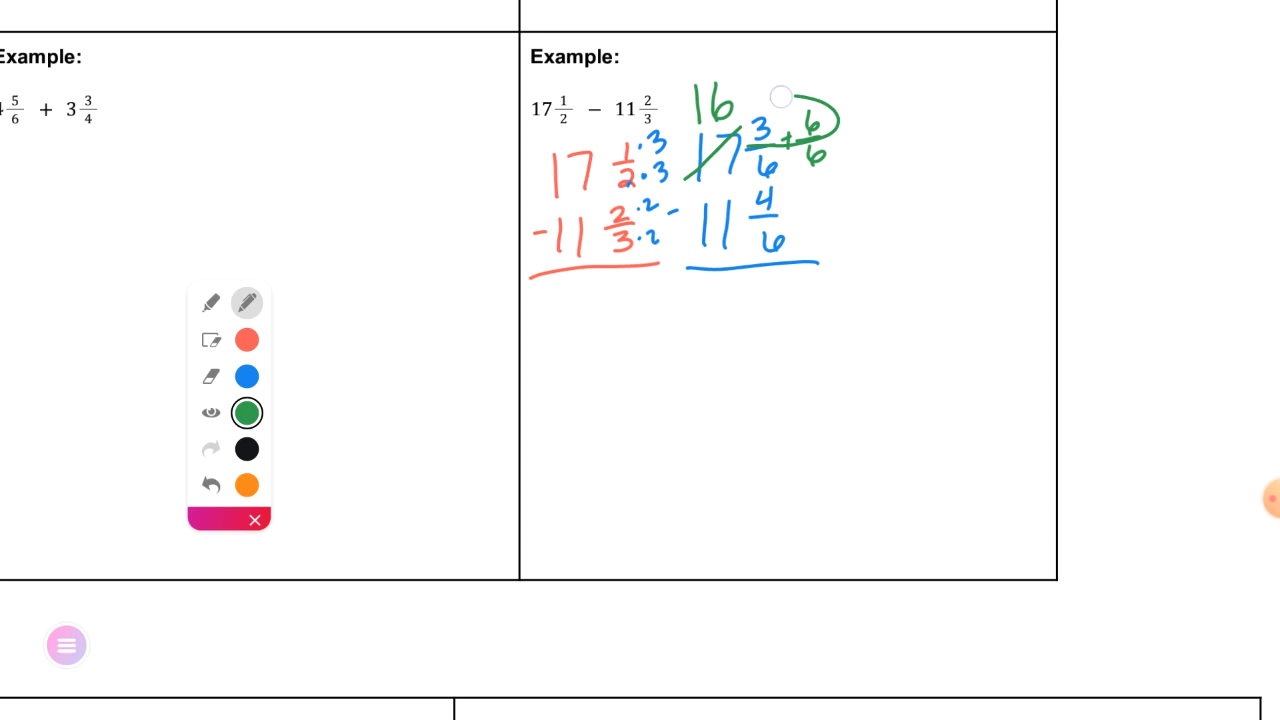 Example:
5/6 + 3 3/4
Example:
17 1/2 − 11 2/3
16
17 1/2 · 3 · 3
17 3/6 + 6/6
-11 2/3 · 2 · 2
- 11 4/6